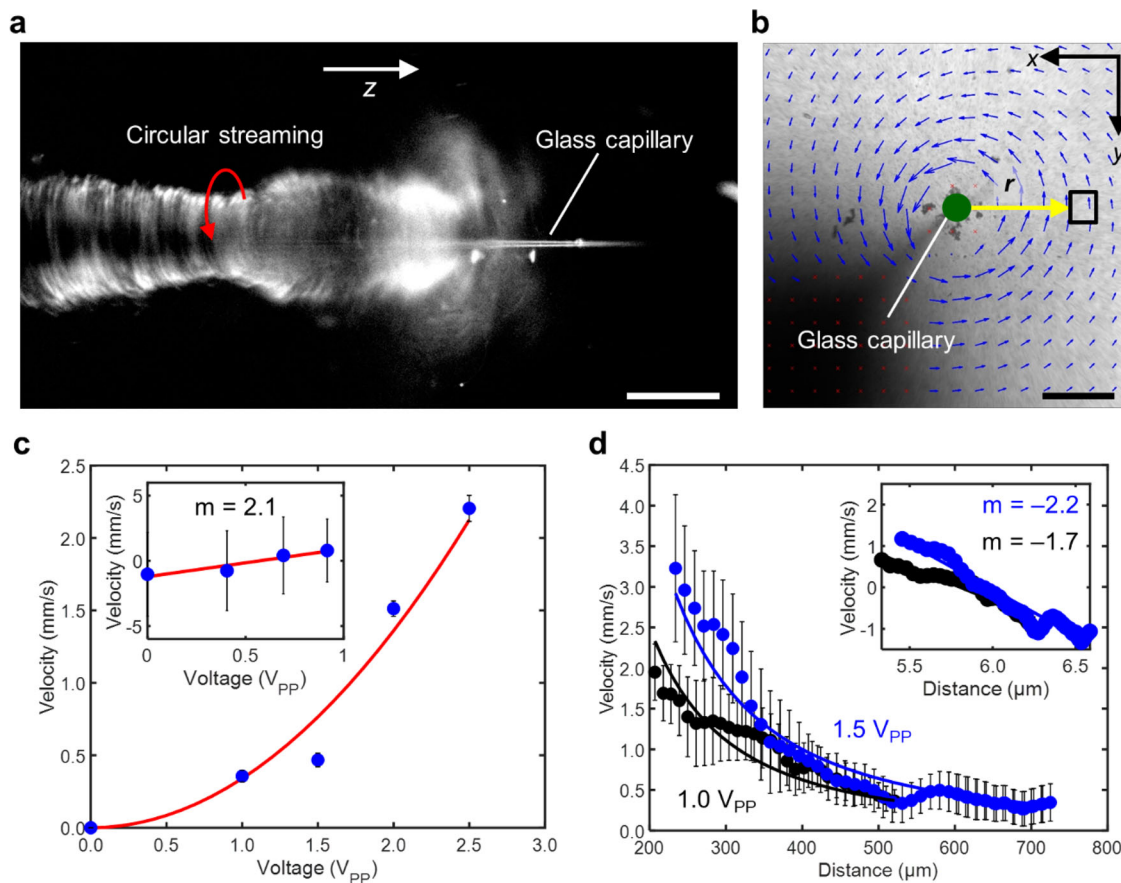 a
z
Circular streaming
Glass capillary
b
x
y
r
Glass capillary
c
2.5
2.0
1.5
1.0
0.5
0.0
Velocity (mm/s)
0.0 0.5 1.0 1.5 2.0 2.5 3.0
Voltage (VPP)
m = 2.1
5
0
-5
Velocity (mm/s)
0 0.5 1
Voltage (VPP)
d
4.5
4.0
3.5
3.0
2.5
2.0
1.5
1.0
0.5
0.0
Velocity (mm/s)
200 300 400 500 600 700 800
Distance (µm)
1.5 VPP
1.0 VPP
m = –2.2
m = –1.7
1
0
-1
Velocity (mm/s)
5.5 6.0 6.5
Distance (µm)